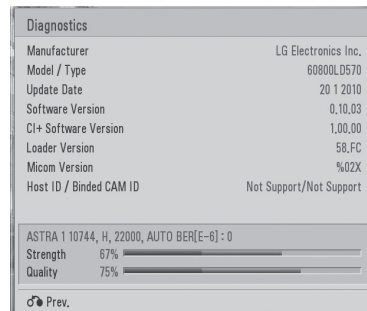 Diagnostics
Manufacturer LG Electronics Inc.
Model / Type 60800LD570
Update Date 20 1 2010
Software Version 0.10.03
CI+ Software Version 1.00.00
Loader Version 58.FC
Micom Version %02X
Host ID / Binded CAM ID Not Support/Not Support
ASTRA 1 10744, H, 22000, AUTO BER[E-6] : 0
Strength 67%
Quality 75%
Prev.